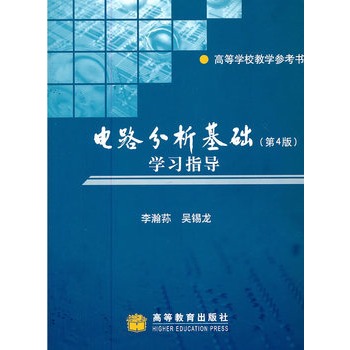 高等学校教学参考书
电路分析基础(第4版)
学习指导
李瀚荪 吴锡龙
高等教育出版社
HIGHER EDUCATION PRESS